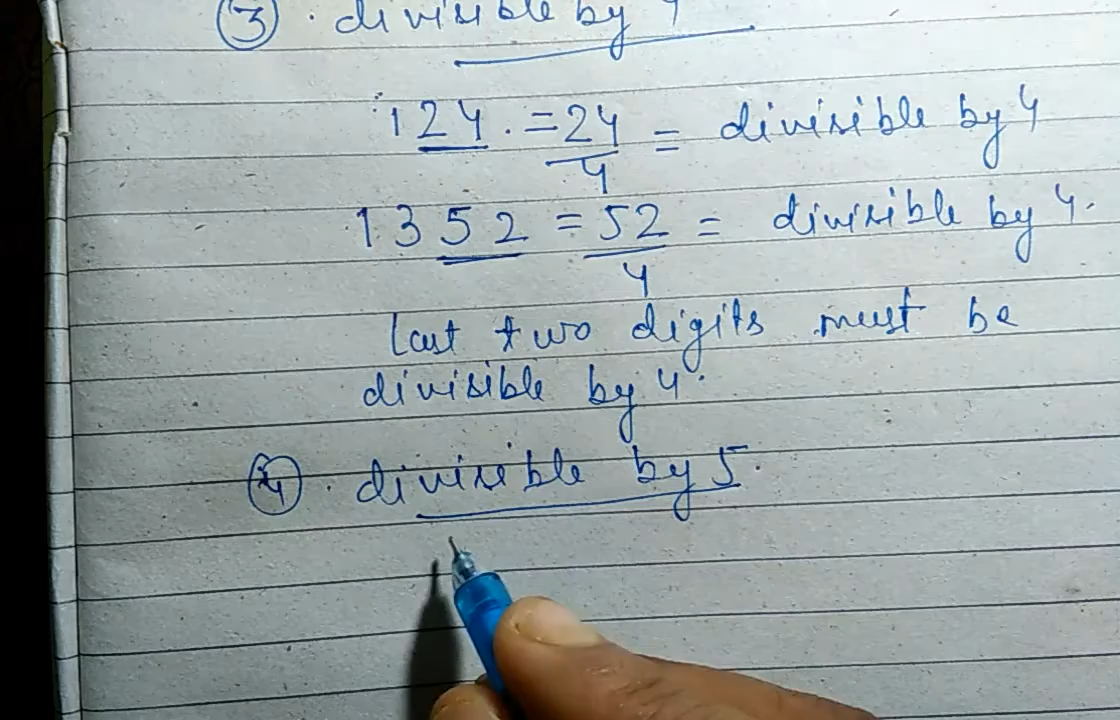 ③. divisible by 4
124. = 24/4 = divisible by 4
1352 = 52/4 = divisible by 4.
last two digits must be
divisible by 4.
④. divisible by 5.